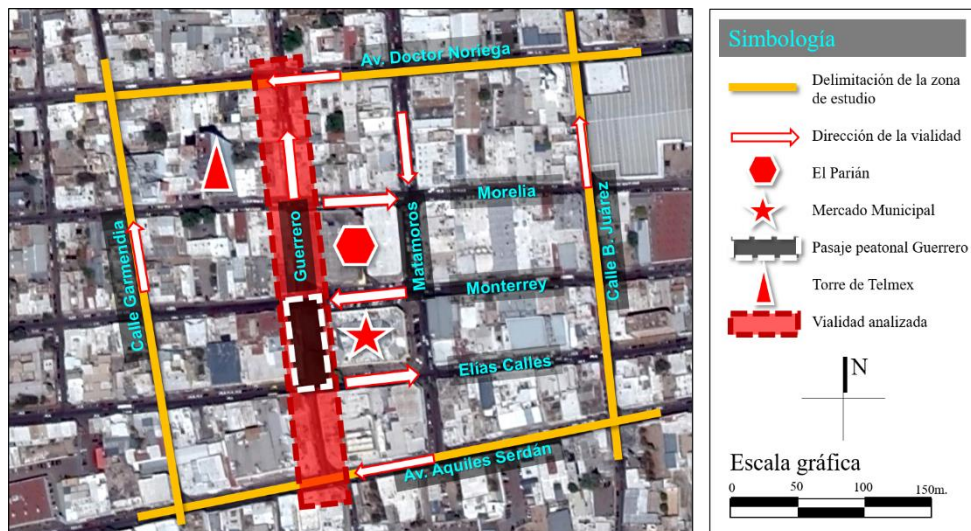 Av. Doctor Noriega
Morelia
Guerrero
Matamoros
Calle B. Juárez
Calle Garmendia
Monterrey
Elías Calles
Av. Aquiles Serdán
Simbología
Delimitación de la zona
de estudio
Dirección de la vialidad
El Parián
Mercado Municipal
Pasaje peatonal Guerrero
Torre de Telmex
Vialidad analizada
N
Escala gráfica
0 50 100 150m.